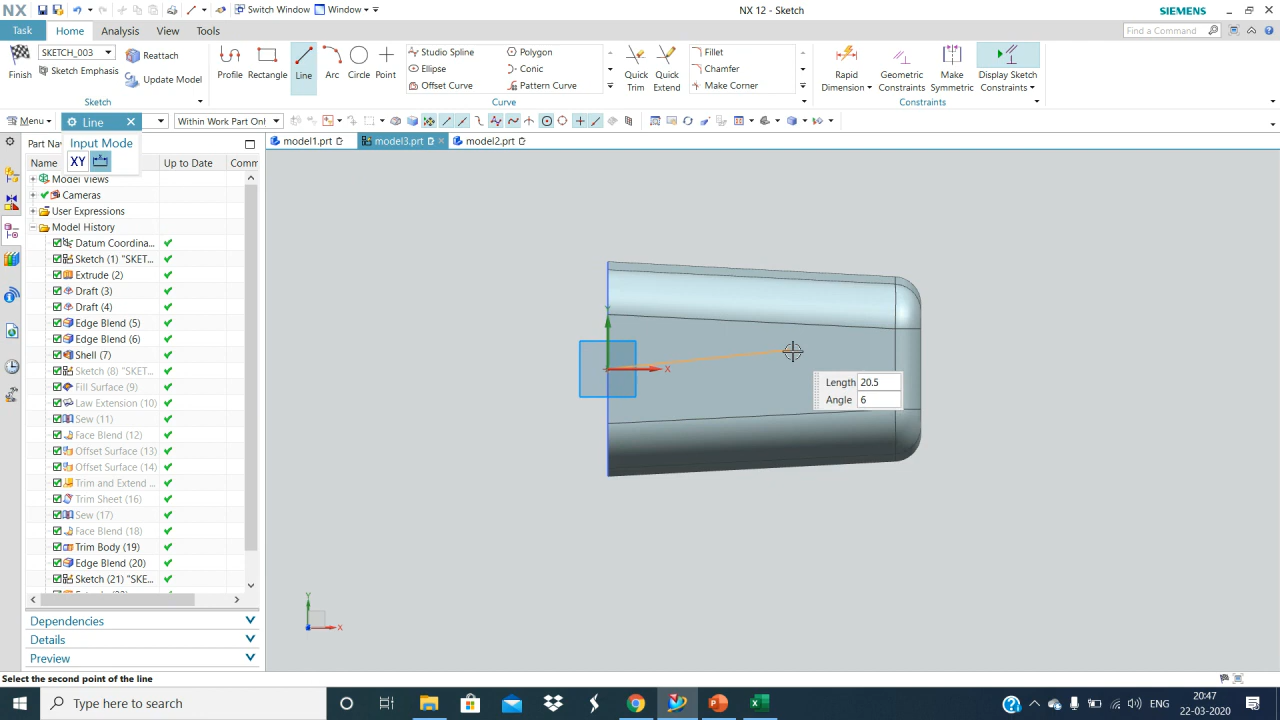 NX
Switch Window
Window
NX 12 - Sketch
SIEMENS
Task
Home
Analysis
View
Tools
Find a Command
SKETCH_003
Finish
Sketch Emphasis
Reattach
Update Model
Sketch
Profile
Rectangle
Line
Arc
Circle
Point
Studio Spline
Ellipse
Offset Curve
Polygon
Conic
Pattern Curve
Curve
Quick Trim
Quick Extend
Fillet
Chamfer
Make Corner
Rapid Dimension
Geometric Constraints
Make Symmetric
Display Sketch Constraints
Constraints
Menu
Line
Within Work Part Onl
Input Mode
XY
Part Na
Name
Up to Date
Comm
Model Views
Cameras
User Expressions
Model History
Datum Coordina...
Sketch (1) "SKET...
Extrude (2)
Draft (3)
Draft (4)
Edge Blend (5)
Edge Blend (6)
Shell (7)
Sketch (8) "SKET...
Fill Surface (9)
Law Extension (10)
Sew (11)
Face Blend (12)
Offset Surface (13)
Offset Surface (14)
Trim and Extend
Trim Sheet (16)
Sew (17)
Face Blend (18)
Trim Body (19)
Edge Blend (20)
Sketch (21) "SKE...
Dependencies
Details
Preview
model1.prt
model3.prt
model2.prt
Y
X
Length 20.5
Angle 6
Y
X
Select the second point of the line
Type here to search
ENG
20:47
22-03-2020